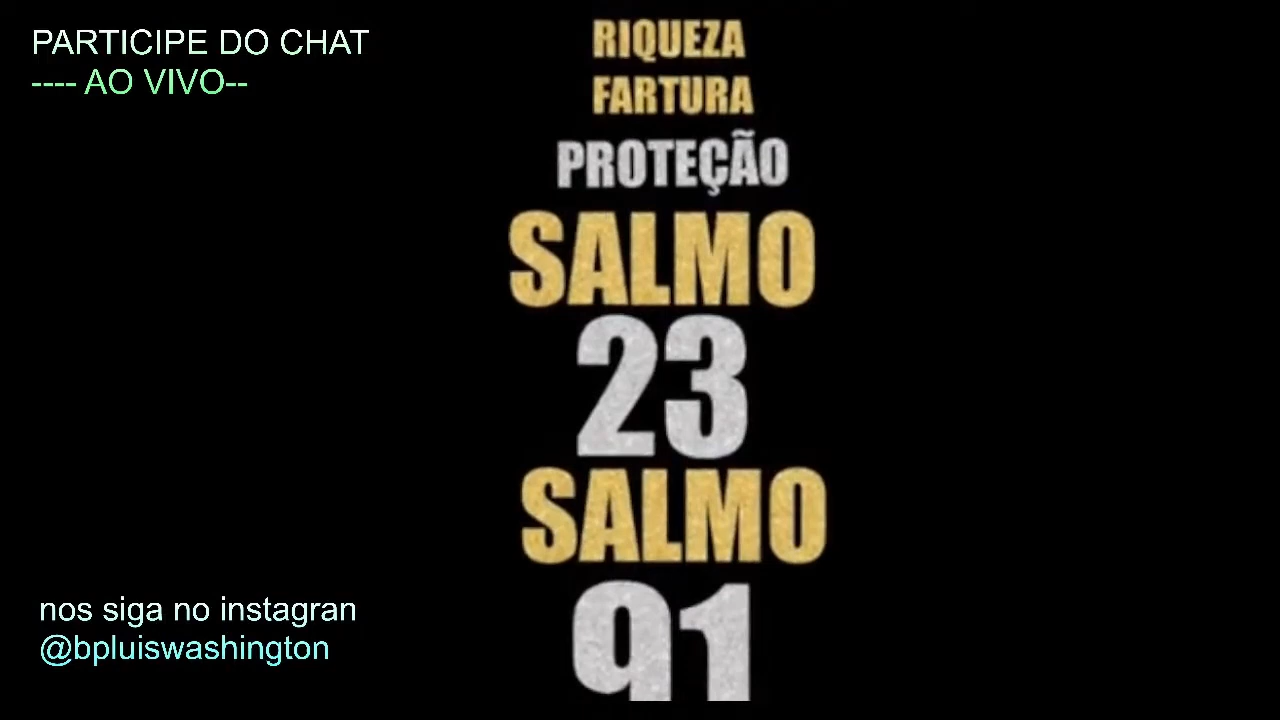 PARTICIPE DO CHAT
---- AO VIVO--
RIQUEZA
FARTURA
PROTEÇÃO
SALMO
23
SALMO
91
nos siga no instagran
@bpluiswashington